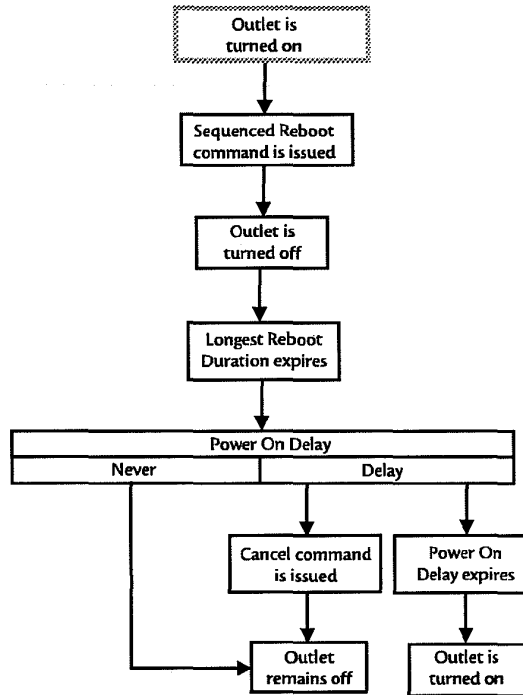 Outlet is
turned on
Sequenced Reboot
command is issued
Outlet is
turned off
Longest Reboot
Duration expires
Power On Delay
Never
Delay
Cancel command
is issued
Power On
Delay expires
Outlet
remains off
Outlet is
turned on